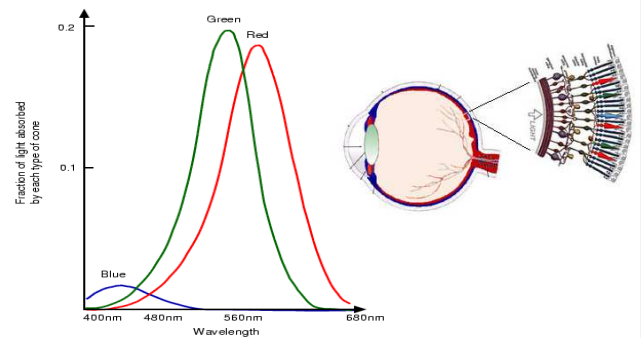 Green
0.2
Red
Fraction of light absorbed
by each type of cone
0.1
LIGHT
Blue
400nm 480nm 560nm 680nm
Wavelength